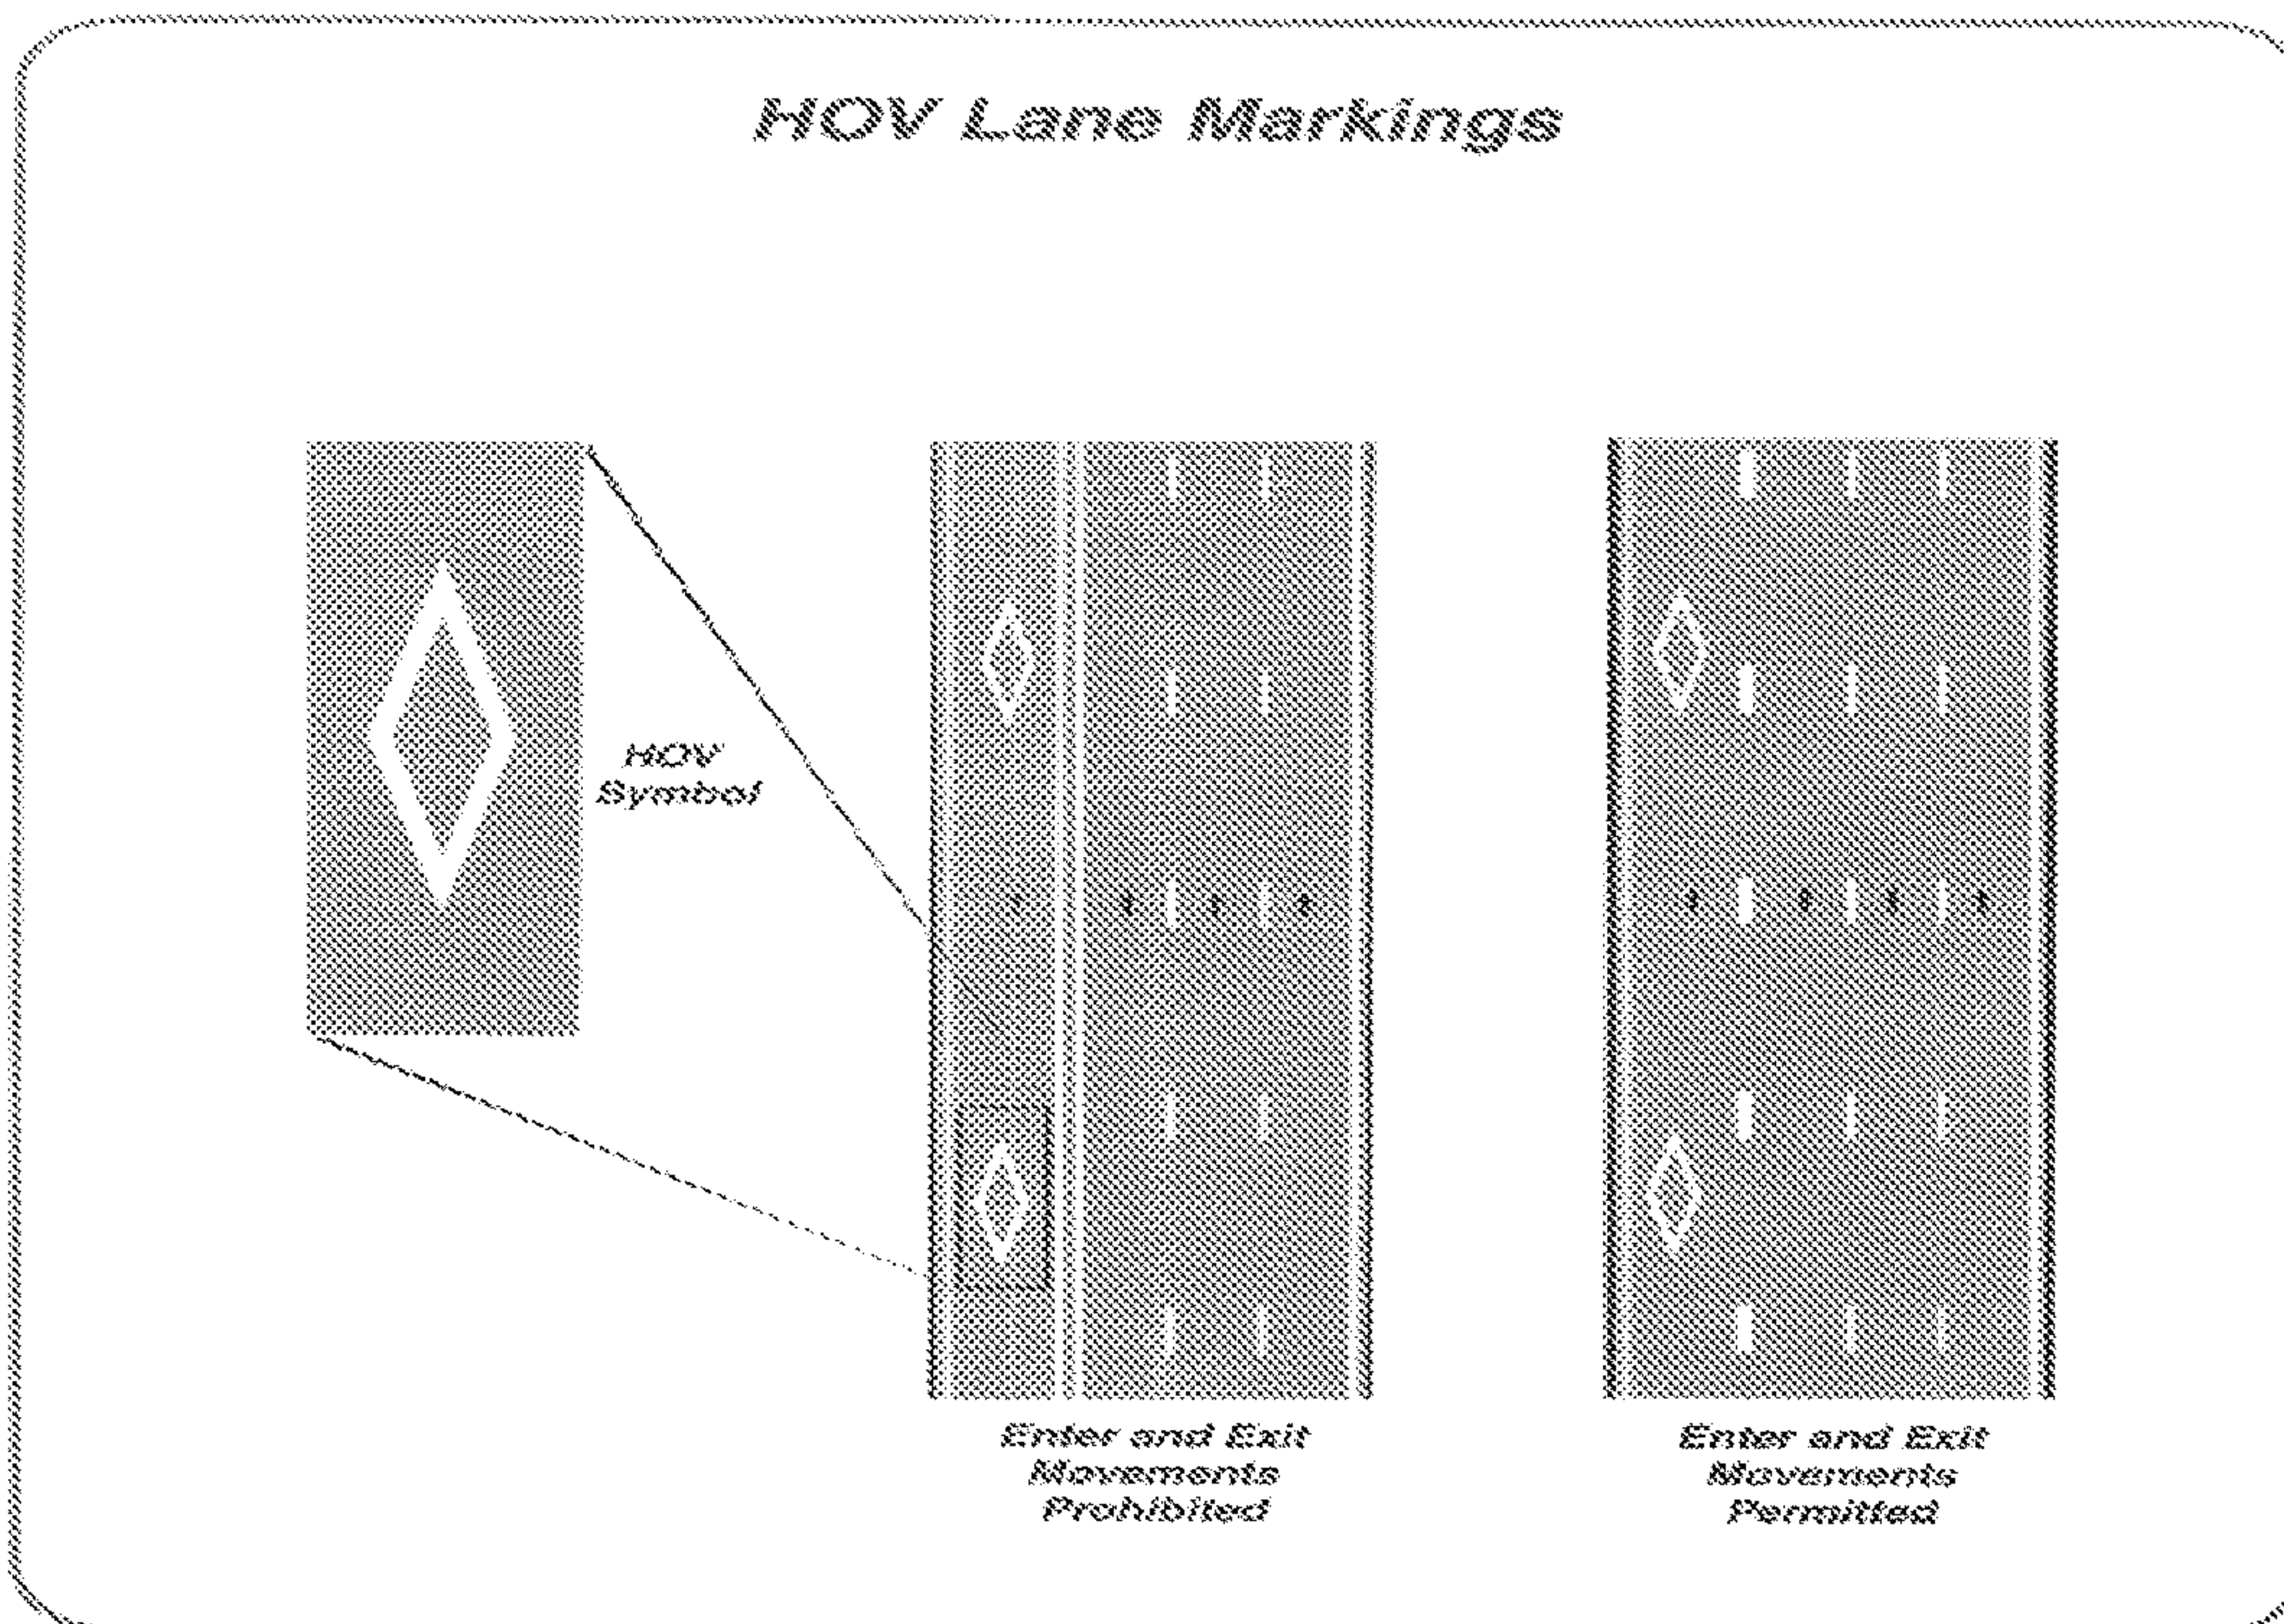 HOV Lane Markings
HOV
Symbol
Enter and Exit
Movements
Prohibited
Enter and Exit
Movements
Permitted